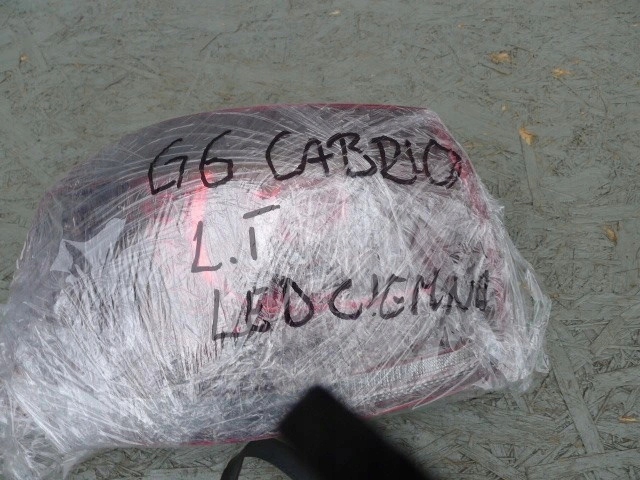 G6 CABRIO
L.T
LED CIEMNA